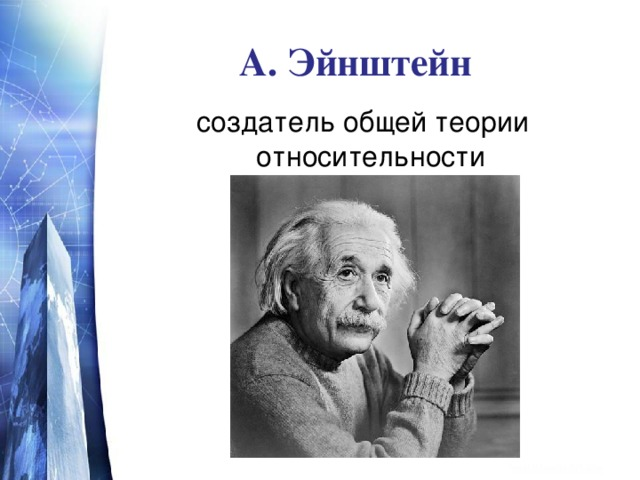 А. Эйнштейн
создатель общей теории
относительности